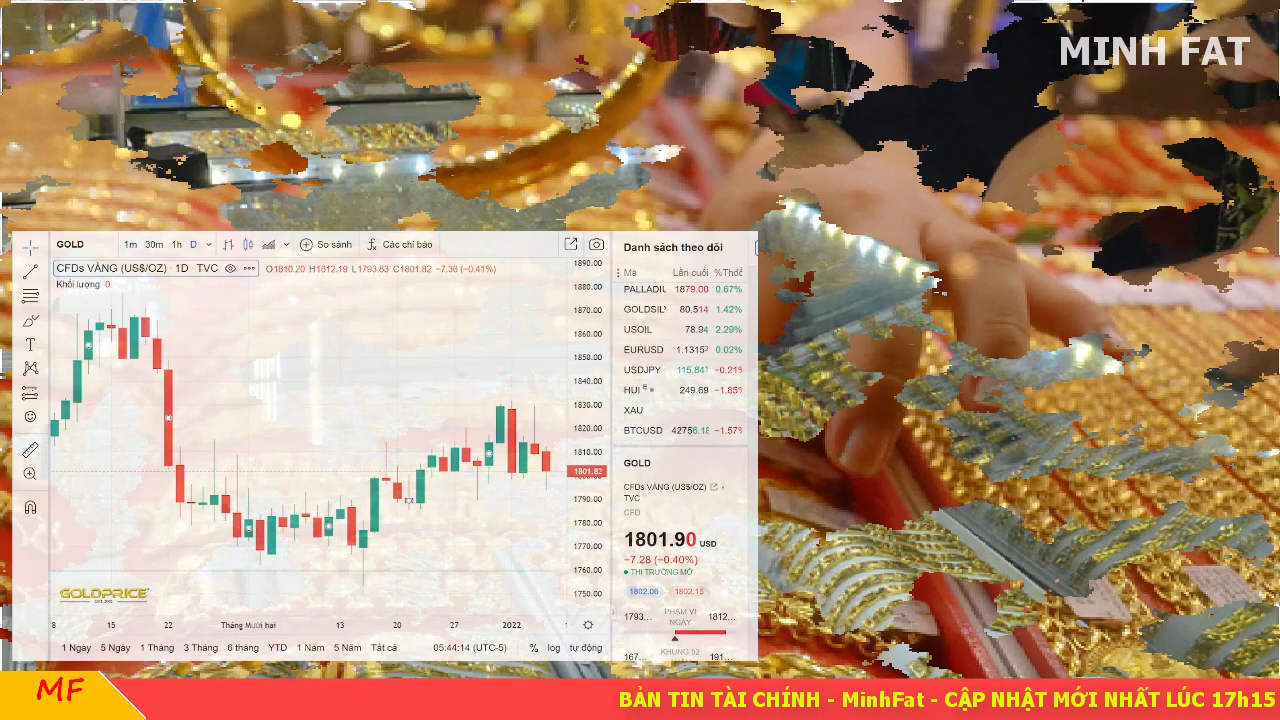 MINH FAT
GOLD 1m 30m 1h D So sánh Các chỉ báo
CFDs VÀNG (US$/OZ) · 1D · TVC O1810.20 H1812.19 L1793.83 C1801.82 −7.36 (−0.41%)
Khối lượng 0
1890.00
1880.00
1870.00
1860.00
1850.00
1840.00
1830.00
1820.00
1810.00
1801.82
1790.00
1780.00
1770.00
1760.00
1750.00
GOLDPRICE
8 15 22 Tháng Mười hai 13 20 27 2022
1 Ngày 5 Ngày 1 Tháng 3 Tháng 6 tháng YTD 1 Năm 5 Năm Tất cả 05:44:14 (UTC-5) % log tự động
Danh sách theo dõi
Mã Lần cuối %Thđổ
PALLADIU 1879.00 0.67%
GOLDSILV 80.514 1.42%
USOIL 78.94 2.29%
EURUSD 1.1315² 0.02%
USDJPY 115.84¹ −0.21%
HUI E 249.69 −1.85%
XAU
BTCUSD 42756.18 −1.57%
GOLD
CFDs VÀNG (US$/OZ)
TVC
CFD
1801.90 USD
−7.28 (−0.40%)
THỊ TRƯỜNG MỞ
1802.06 1802.15
1793... PHẠM VI NGÀY 1812...
167... KHUNG 52 191...
MF
BẢN TIN TÀI CHÍNH - MinhFat - CẬP NHẬT MỚI NHẤT LÚC 17h15